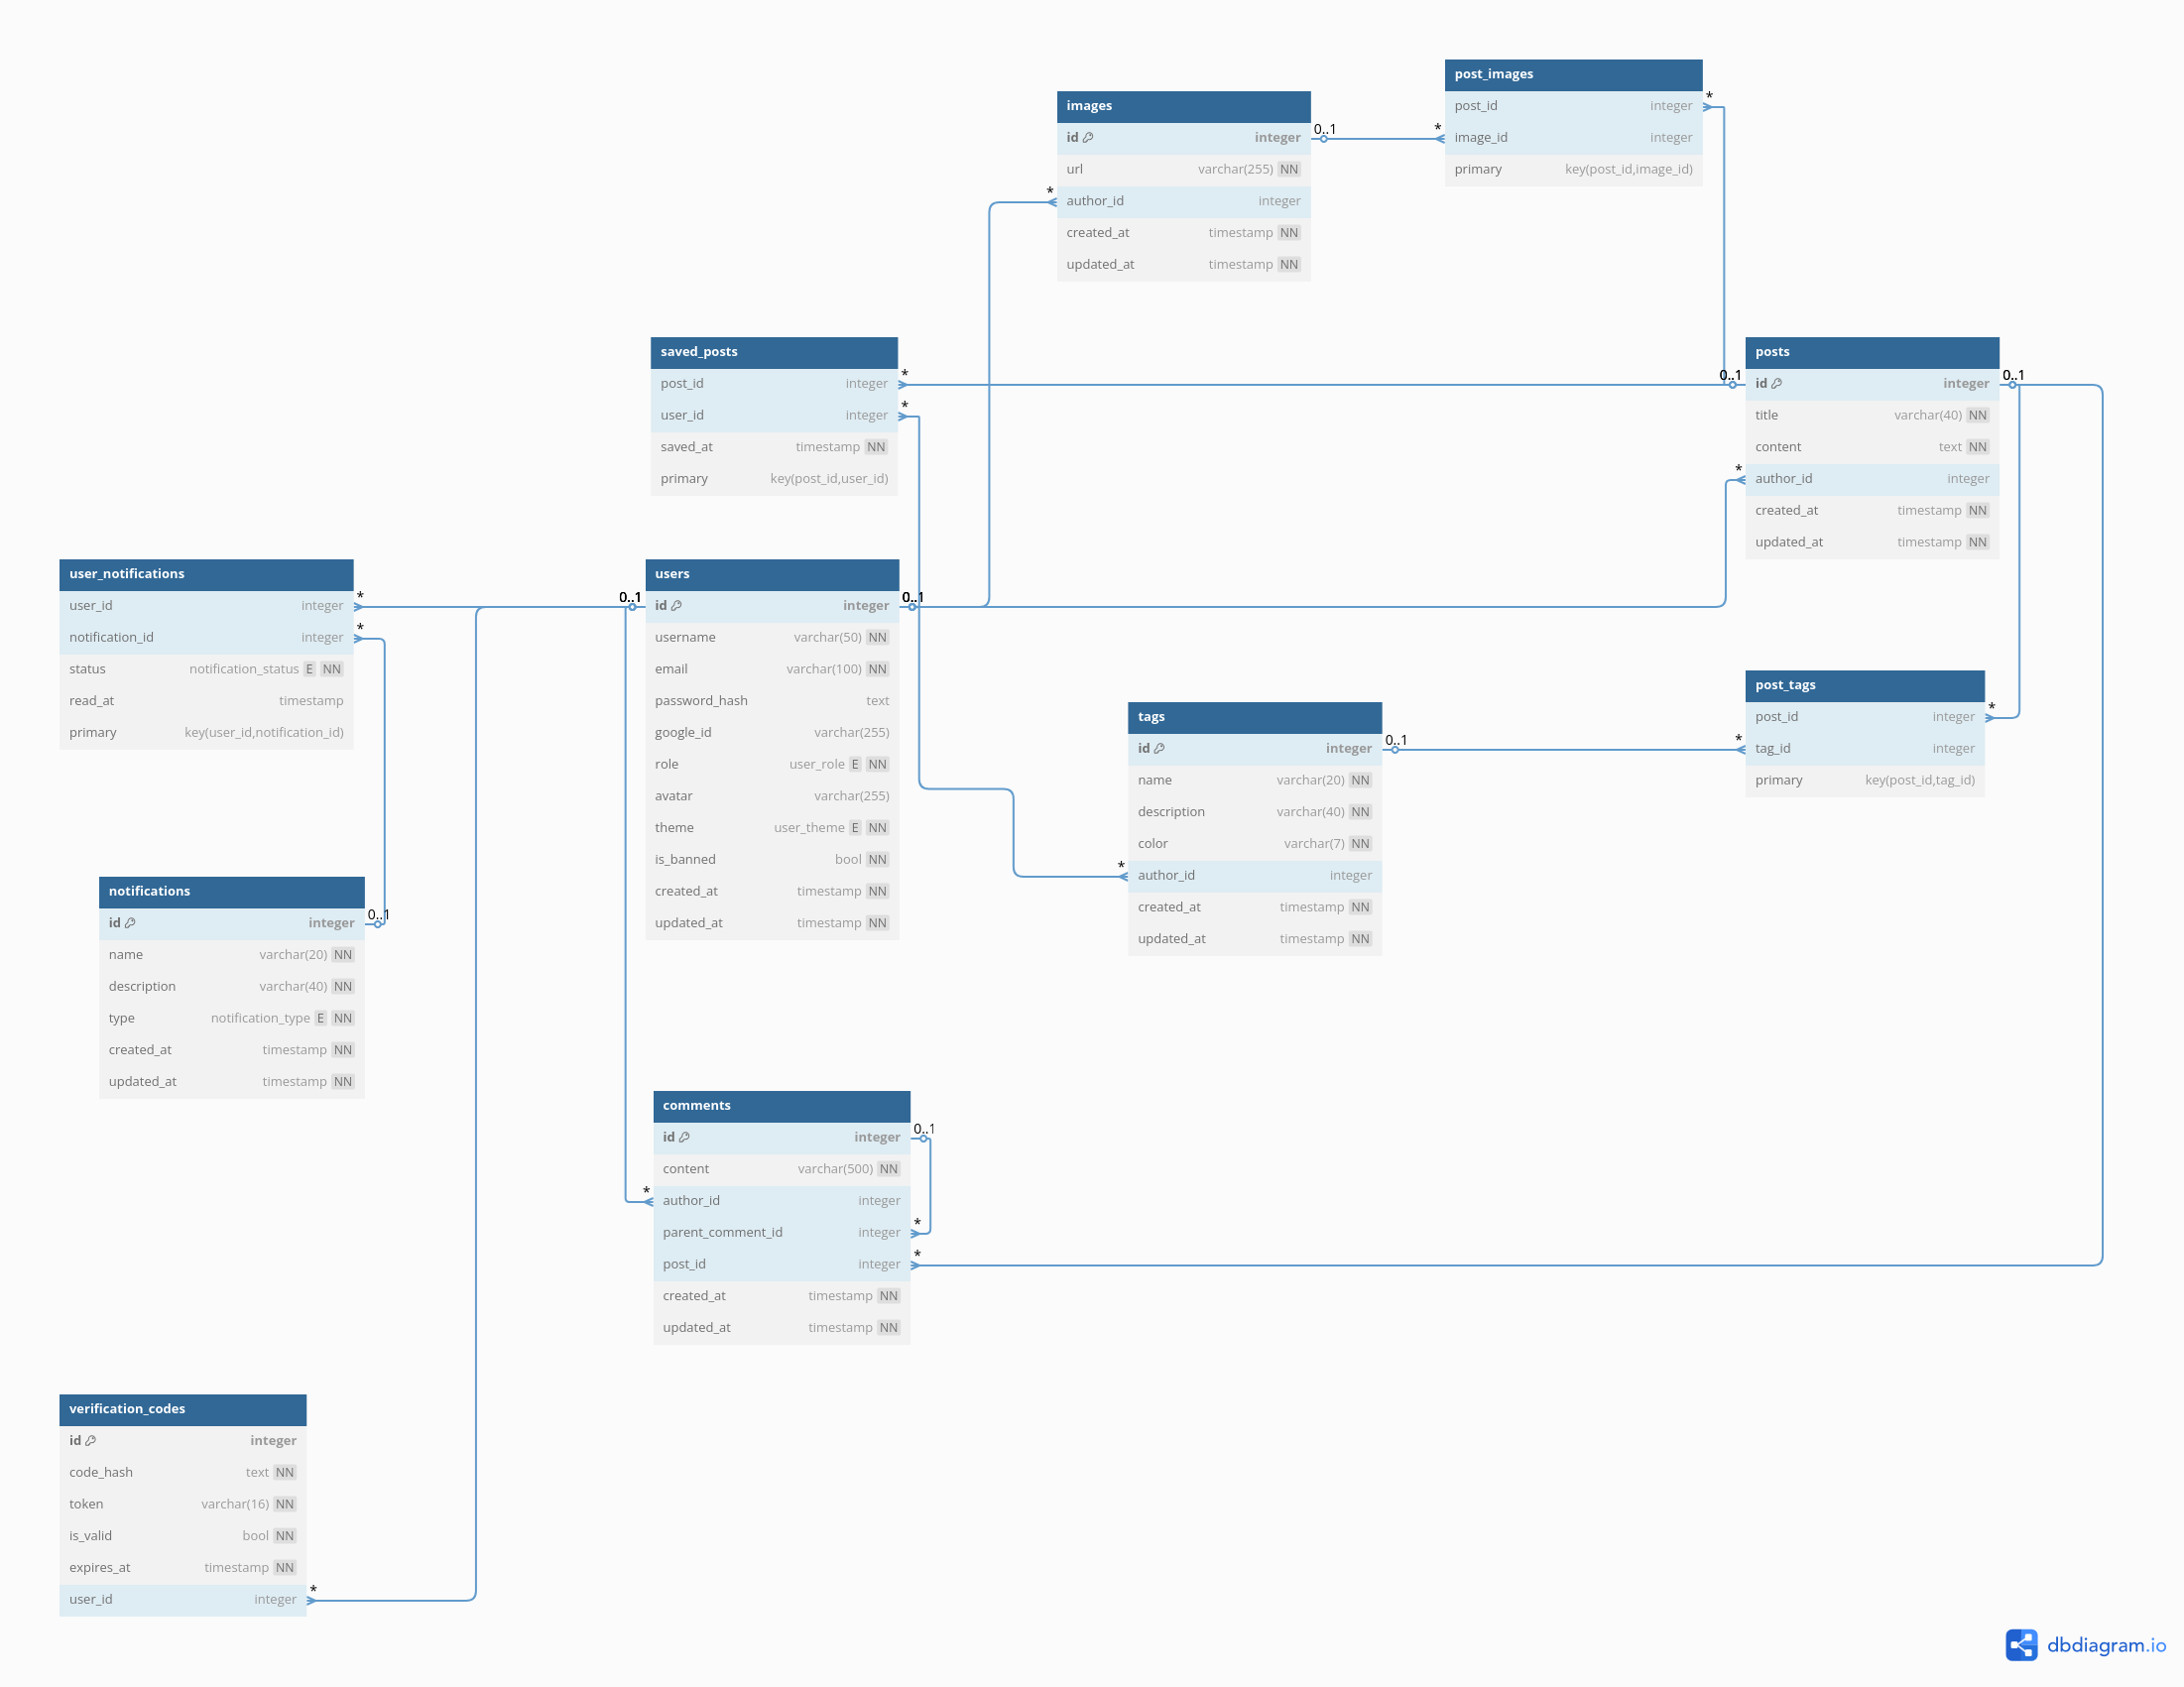 post_images
post_id integer
image_id integer
primary key(post_id,image_id)
images
id integer
url varchar(255) NN
author_id integer
created_at timestamp NN
updated_at timestamp NN
0..1
*
*
*
saved_posts
post_id integer
user_id integer
saved_at timestamp NN
primary key(post_id,user_id)
*
*
posts
id integer
title varchar(40) NN
content text NN
author_id integer
created_at timestamp NN
updated_at timestamp NN
0..1
0..1
*
user_notifications
user_id integer
notification_id integer
status notification_status E NN
read_at timestamp
primary key(user_id,notification_id)
*
*
users
id integer
username varchar(50) NN
email varchar(100) NN
password_hash text
google_id varchar(255)
role user_role E NN
avatar varchar(255)
theme user_theme E NN
is_banned bool NN
created_at timestamp NN
updated_at timestamp NN
0..1
0..1
tags
id integer
name varchar(20) NN
description varchar(40) NN
color varchar(7) NN
author_id integer
created_at timestamp NN
updated_at timestamp NN
0..1
*
post_tags
post_id integer
tag_id integer
primary key(post_id,tag_id)
*
*
notifications
id integer
name varchar(20) NN
description varchar(40) NN
type notification_type E NN
created_at timestamp NN
updated_at timestamp NN
0..1
comments
id integer
content varchar(500) NN
author_id integer
parent_comment_id integer
post_id integer
created_at timestamp NN
updated_at timestamp NN
0..1
*
*
*
verification_codes
id integer
code_hash text NN
token varchar(16) NN
is_valid bool NN
expires_at timestamp NN
user_id integer
*
dbdiagram.io